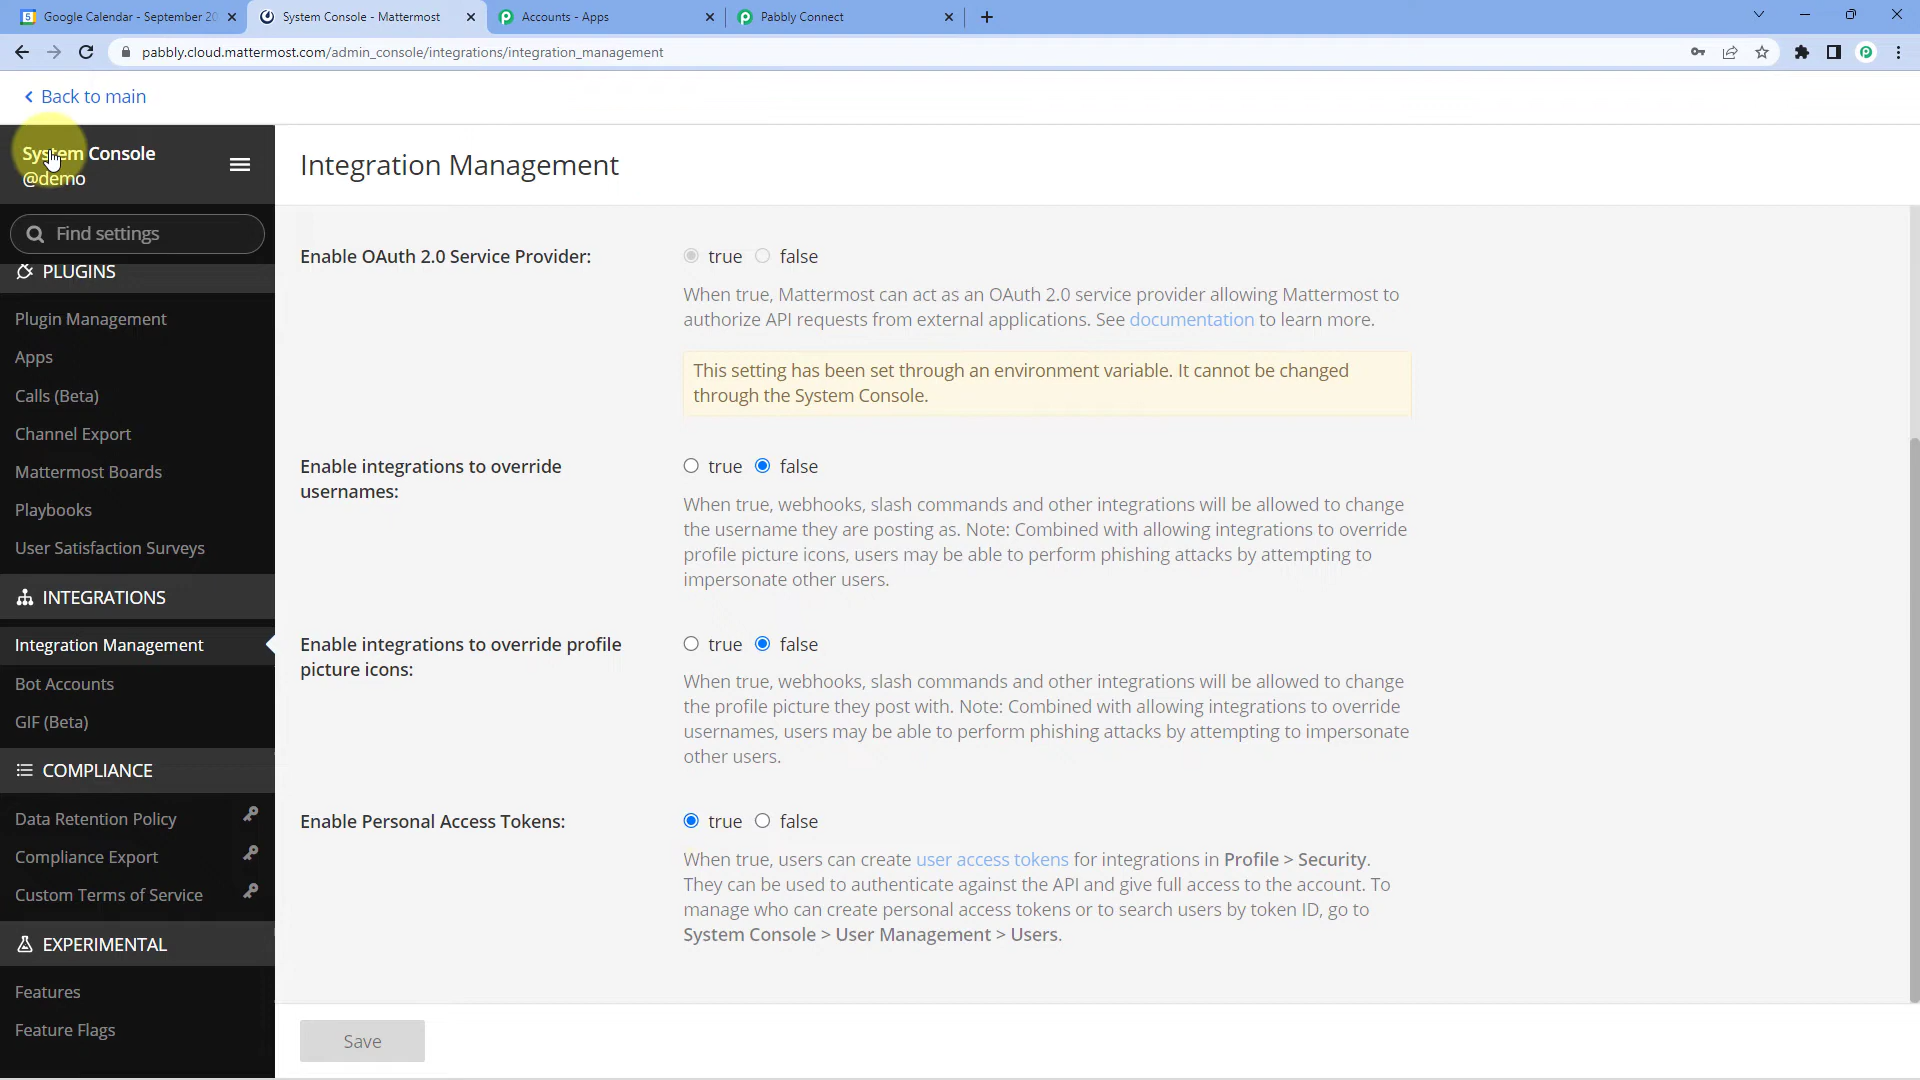 Google Calendar - September 20
System Console - Mattermost
Accounts - Apps
Pabbly Connect
pabbly.cloud.mattermost.com/admin_console/integrations/integration_management
Back to main
System Console
@demo
Find settings
PLUGINS
Plugin Management
Apps
Calls (Beta)
Channel Export
Mattermost Boards
Playbooks
User Satisfaction Surveys
INTEGRATIONS
Integration Management
Bot Accounts
GIF (Beta)
COMPLIANCE
Data Retention Policy
Compliance Export
Custom Terms of Service
EXPERIMENTAL
Features
Feature Flags
Integration Management
Enable OAuth 2.0 Service Provider:
true false
When true, Mattermost can act as an OAuth 2.0 service provider allowing Mattermost to
authorize API requests from external applications. See documentation to learn more.
This setting has been set through an environment variable. It cannot be changed
through the System Console.
Enable integrations to override
usernames:
true false
When true, webhooks, slash commands and other integrations will be allowed to change
the username they are posting as. Note: Combined with allowing integrations to override
profile picture icons, users may be able to perform phishing attacks by attempting to
impersonate other users.
Enable integrations to override profile
picture icons:
true false
When true, webhooks, slash commands and other integrations will be allowed to change
the profile picture they post with. Note: Combined with allowing integrations to override
usernames, users may be able to perform phishing attacks by attempting to impersonate
other users.
Enable Personal Access Tokens:
true false
When true, users can create user access tokens for integrations in Profile > Security.
They can be used to authenticate against the API and give full access to the account. To
manage who can create personal access tokens or to search users by token ID, go to
System Console > User Management > Users.
Save